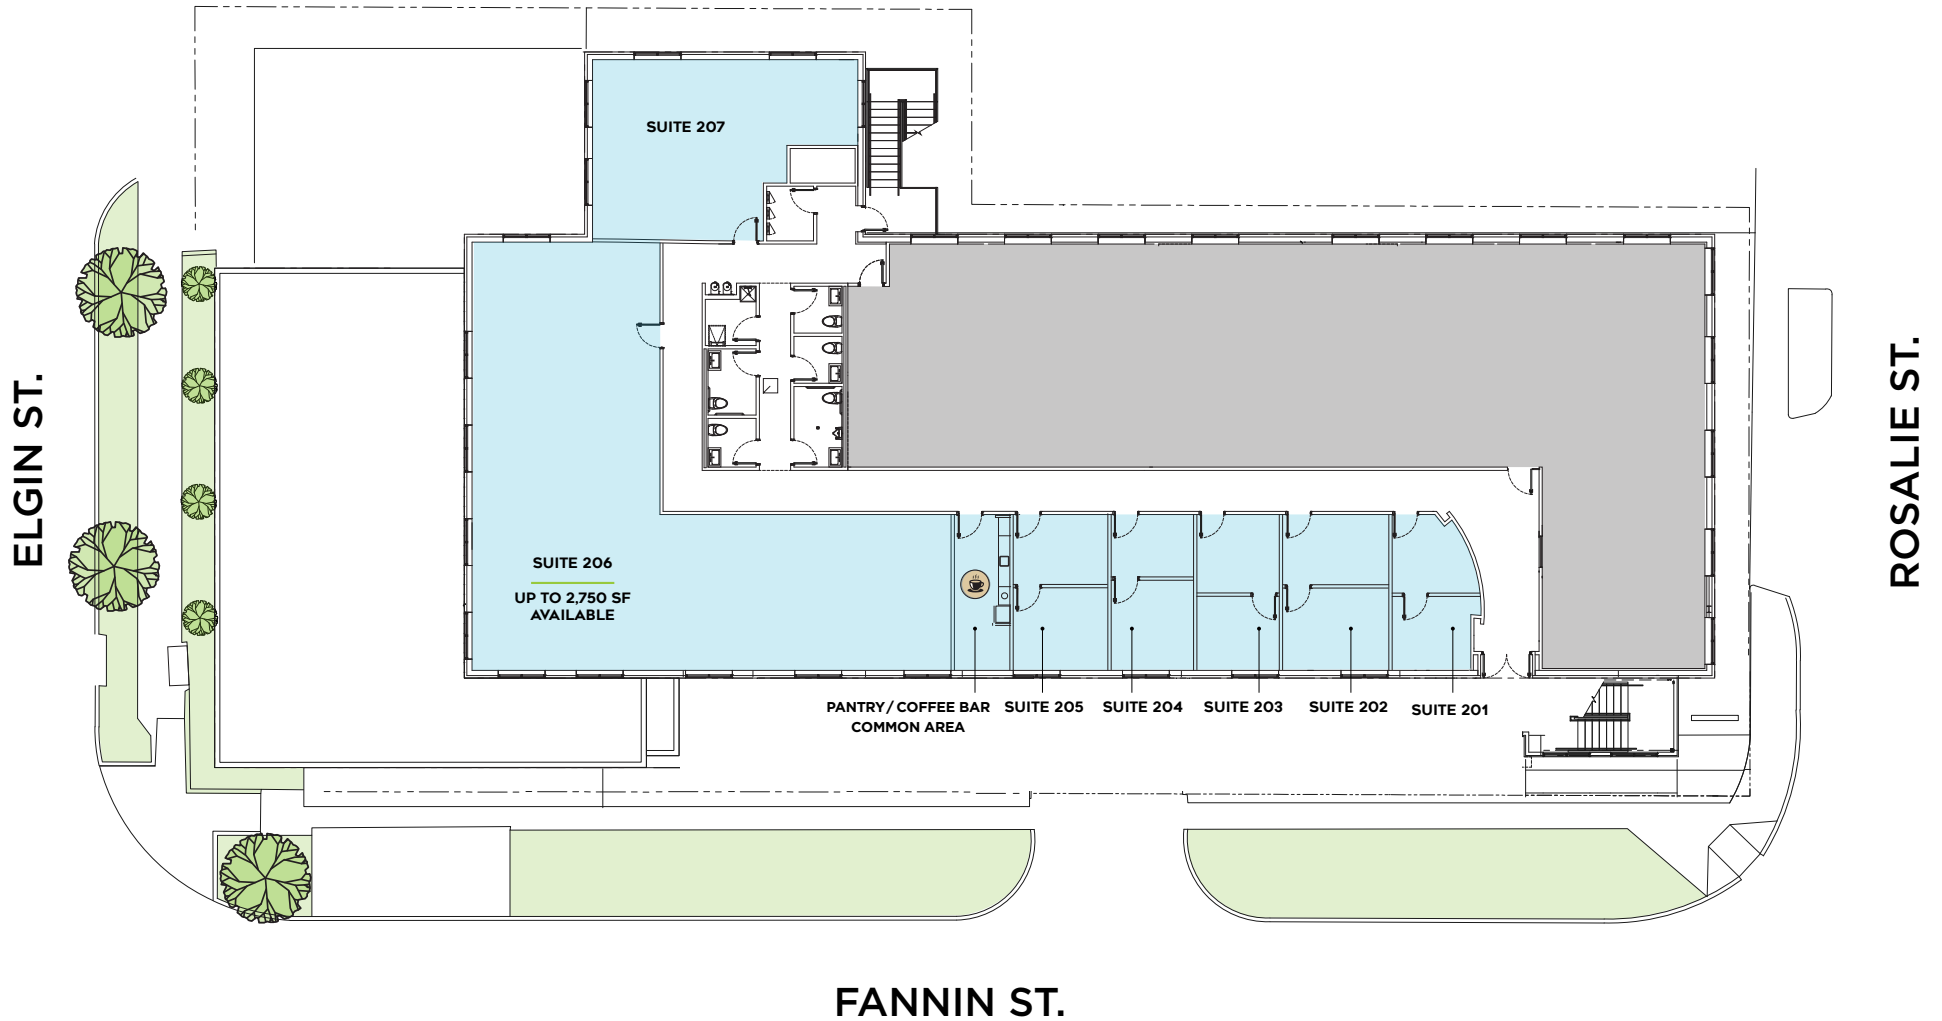 SUITE 207
ELGIN ST.
ROSALIE ST.
SUITE 206
UP TO 2,750 SF
AVAILABLE
PANTRY / COFFEE BAR
COMMON AREA
SUITE 205
SUITE 204
SUITE 203
SUITE 202
SUITE 201
FANNIN ST.